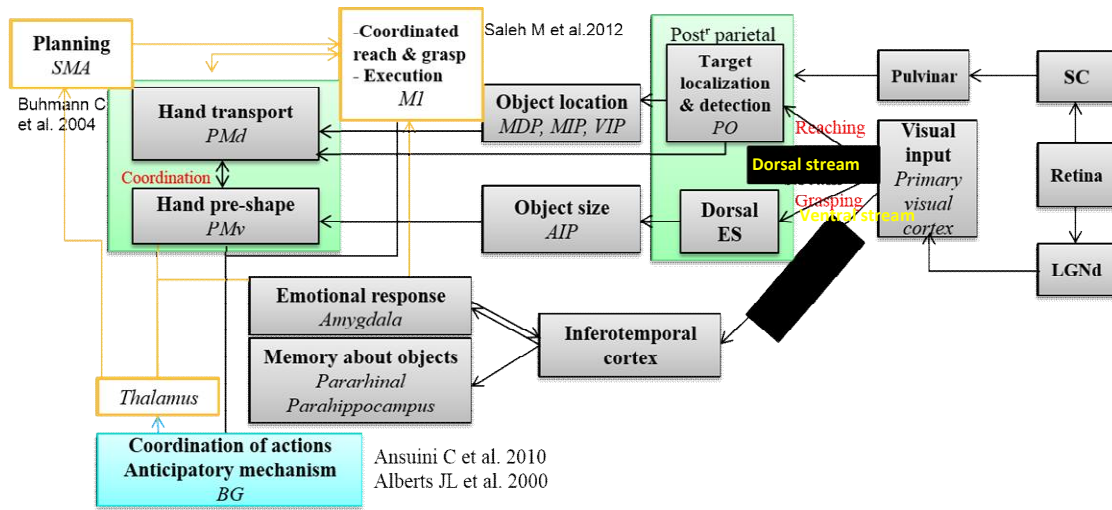 Planning
SMA
-Coordinated
reach & grasp
- Execution
M1
Saleh M et al.2012
Buhmann C
et al. 2004
Hand transport
PMd
Coordination
Hand pre-shape
PMv
Object location
MDP, MIP, VIP
Object size
AIP
Postʳ parietal
Target
localization
& detection
PO
Dorsal
ES
Reaching
Dorsal stream
Grasping
Ventral stream
Pulvinar
SC
Visual
input
Primary
visual
cortex
Retina
LGNd
Emotional response
Amygdala
Memory about objects
Pararhinal
Parahippocampus
Inferotemporal
cortex
Thalamus
Coordination of actions
Anticipatory mechanism
BG
Ansuini C et al. 2010
Alberts JL et al. 2000